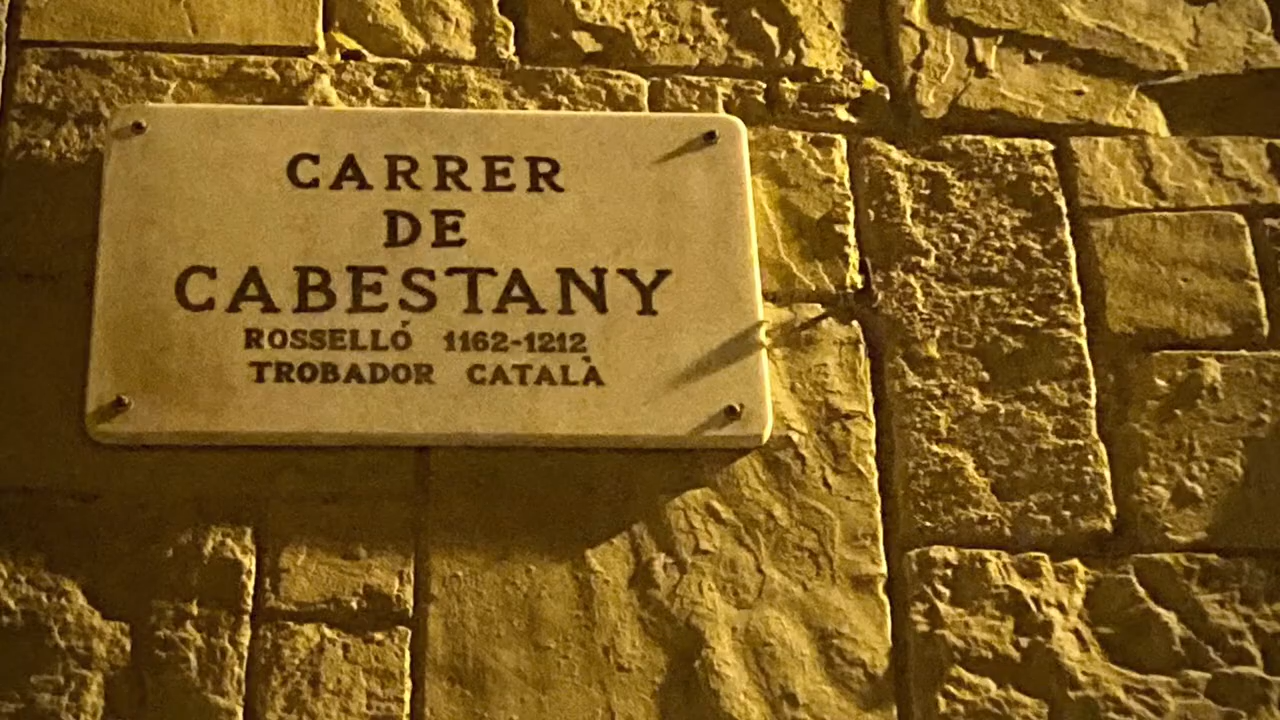 CARRER
DE
CABESTANY
ROSSELLÓ 1162-1212
TROBADOR CATALÀ